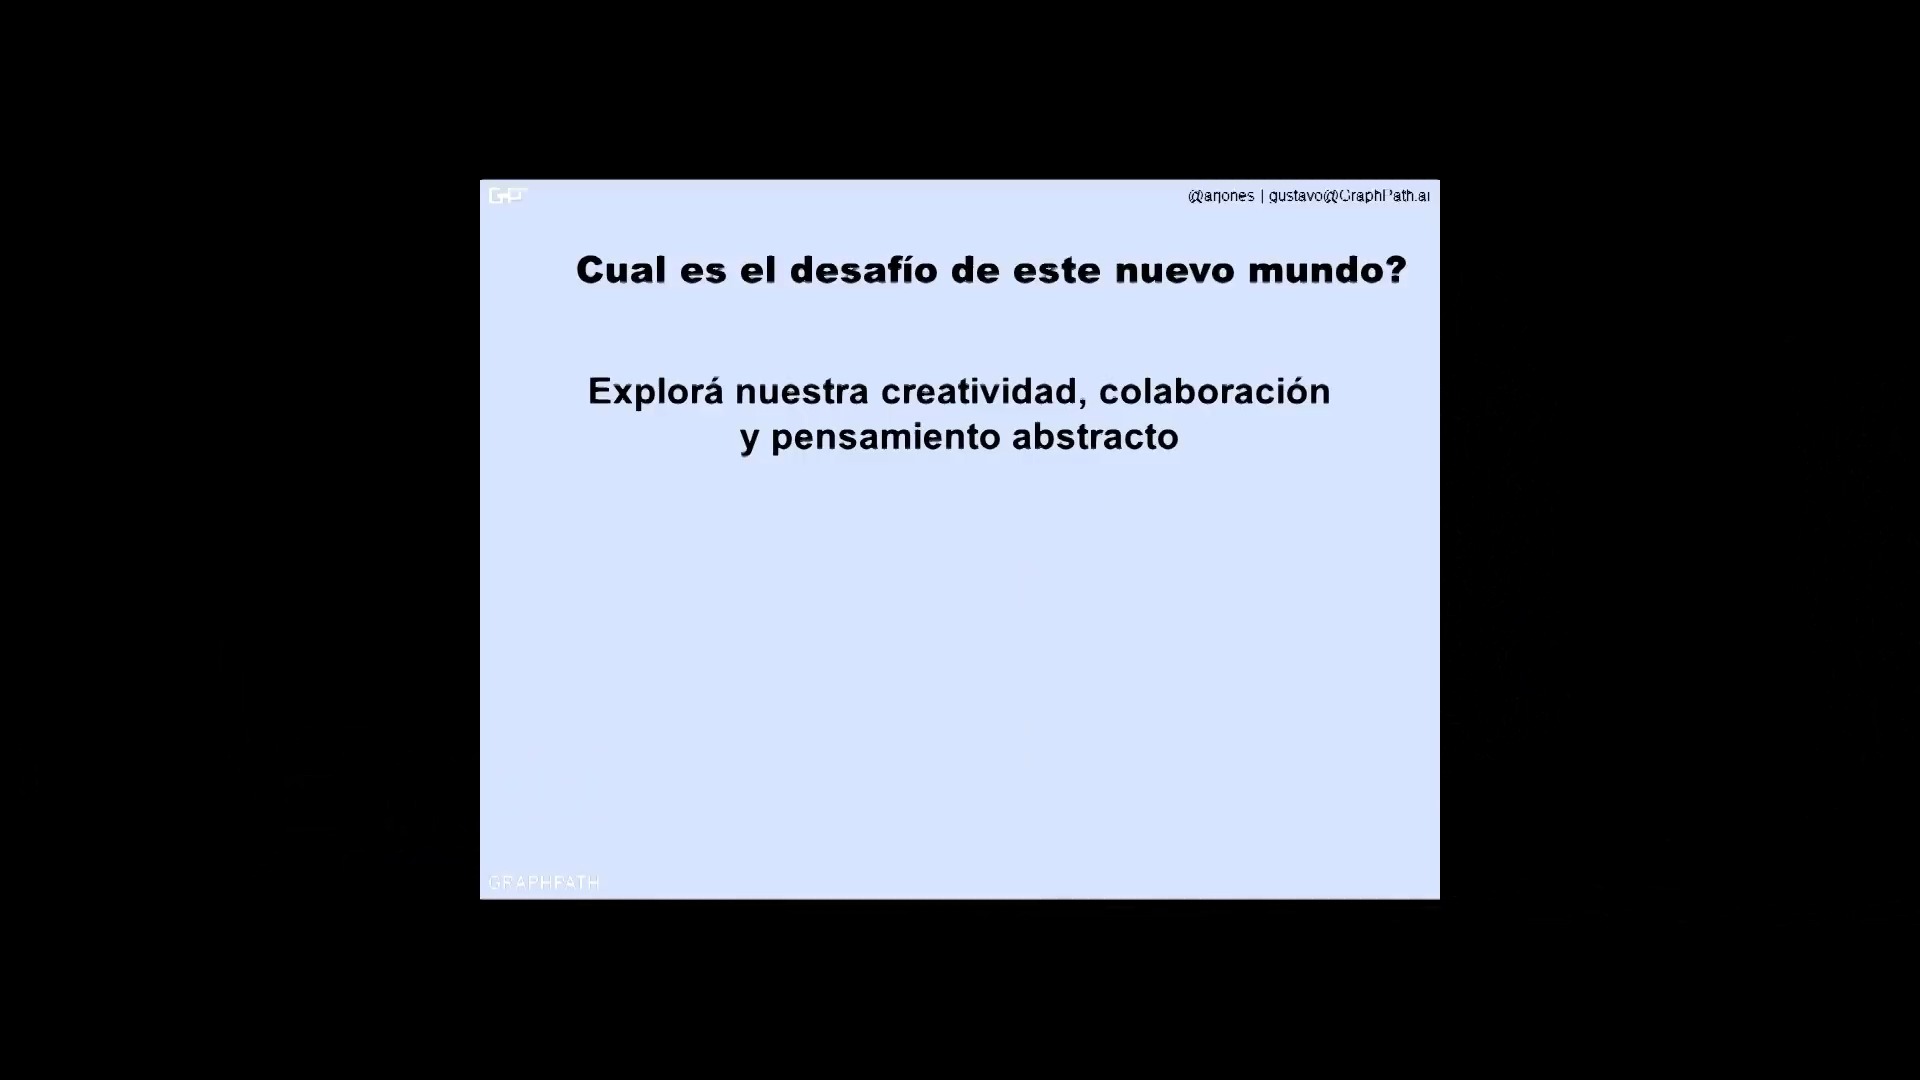 GP
@arjones | gustavo@GraphPath.ai
Cual es el desafío de este nuevo mundo?
Explorá nuestra creatividad, colaboración
y pensamiento abstracto
GRAPHPATH